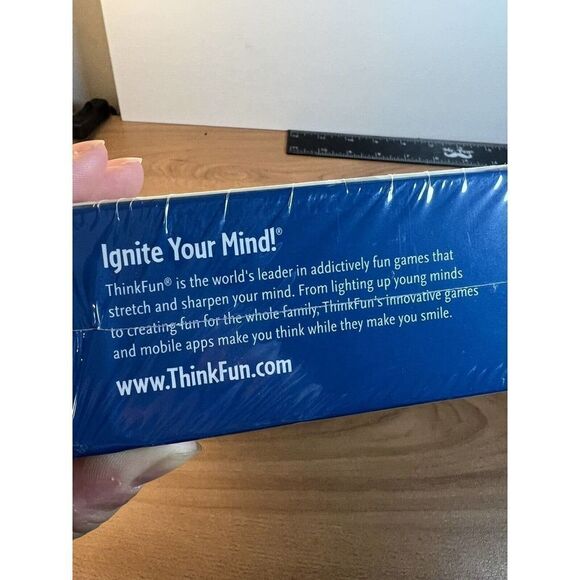 Ignite Your Mind!®
ThinkFun® is the world's leader in addictively fun games that
stretch and sharpen your mind. From lighting up young minds
to creating fun for the whole family, ThinkFun's innovative games
and mobile apps make you think while they make you smile.
www.ThinkFun.com